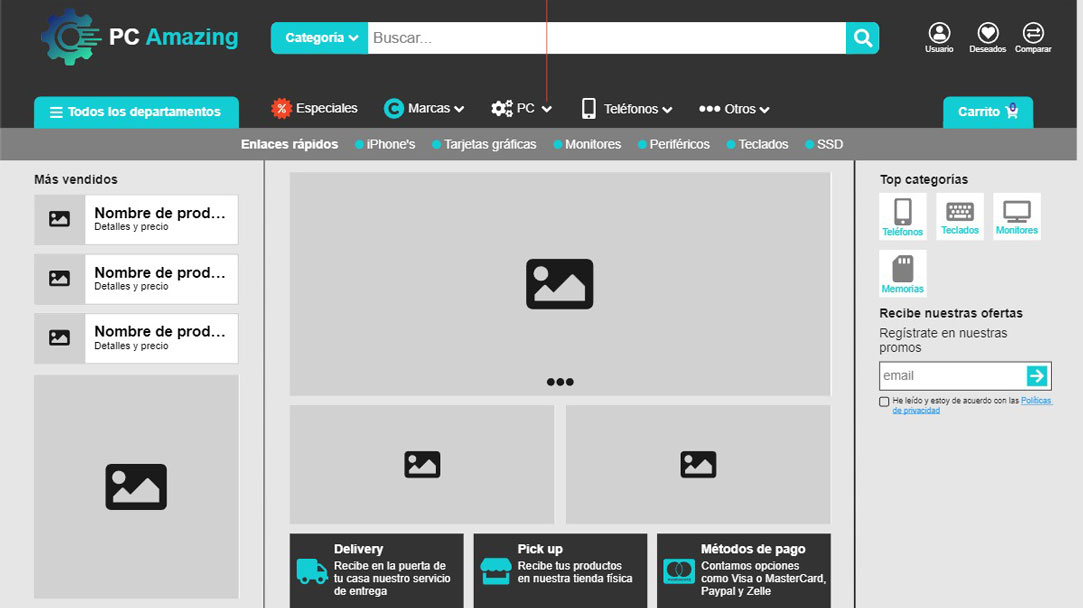 PC Amazing
Categoría
Buscar...
Usuario
Deseados
Comparar
Todos los departamentos
% Especiales
C Marcas
PC
Teléfonos
Otros
Carrito
0
Enlaces rápidos
iPhone's
Tarjetas gráficas
Monitores
Periféricos
Teclados
SSD
Más vendidos
Nombre de prod...
Detalles y precio
Nombre de prod...
Detalles y precio
Nombre de prod...
Detalles y precio
Top categorías
Teléfonos
Teclados
Monitores
Memorias
Recibe nuestras ofertas
Regístrate en nuestras
promos
email
He leído y estoy de acuerdo con las Políticas
de privacidad
Delivery
Recibe en la puerta de
tu casa nuestro servicio
de entrega
Pick up
Recibe tus productos
en nuestra tienda física
Métodos de pago
Contamos opciones
como Visa o MasterCard,
Paypal y Zelle